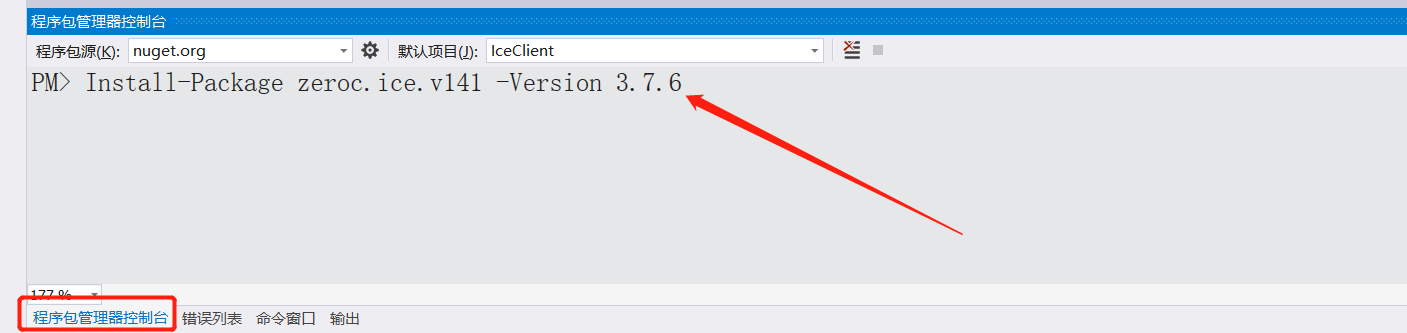 程序包管理器控制台
程序包源(K): nuget.org 默认项目(J): IceClient
PM> Install-Package zeroc.ice.v141 -Version 3.7.6
177 %
程序包管理器控制台 错误列表 命令窗口 输出